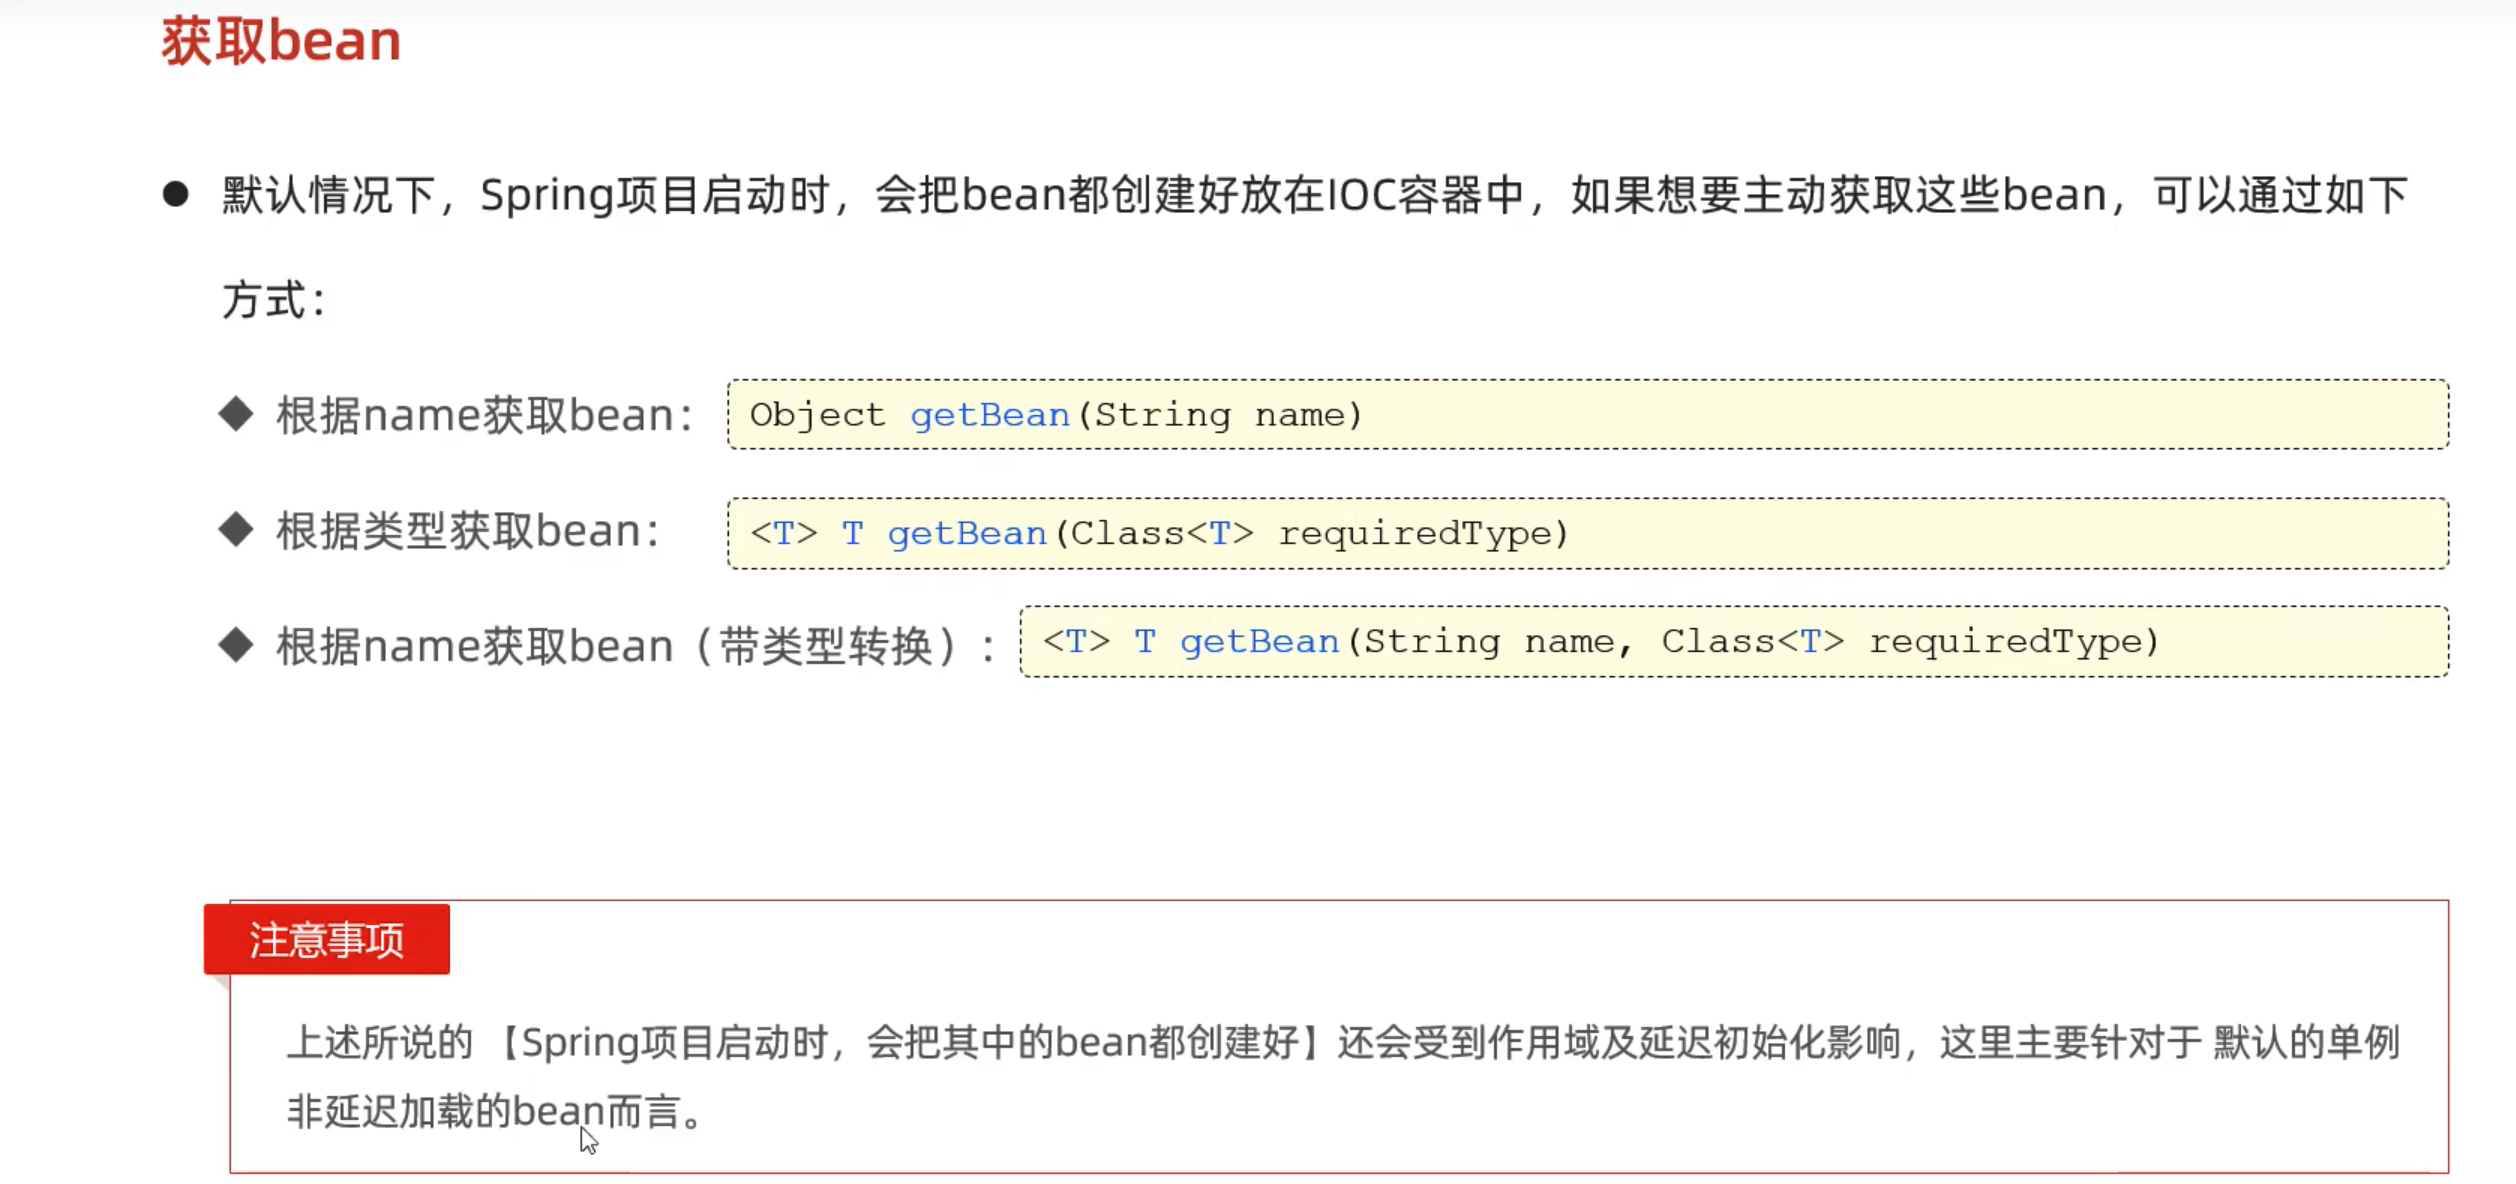 获取bean
默认情况下，Spring项目启动时，会把bean都创建好放在IOC容器中，如果想要主动获取这些bean，可以通过如下
方式：
根据name获取bean： Object getBean(String name)
根据类型获取bean： <T> T getBean(Class<T> requiredType)
根据name获取bean（带类型转换）： <T> T getBean(String name, Class<T> requiredType)
注意事项
上述所说的 【Spring项目启动时，会把其中的bean都创建好】还会受到作用域及延迟初始化影响，这里主要针对于 默认的单例
非延迟加载的bean而言。